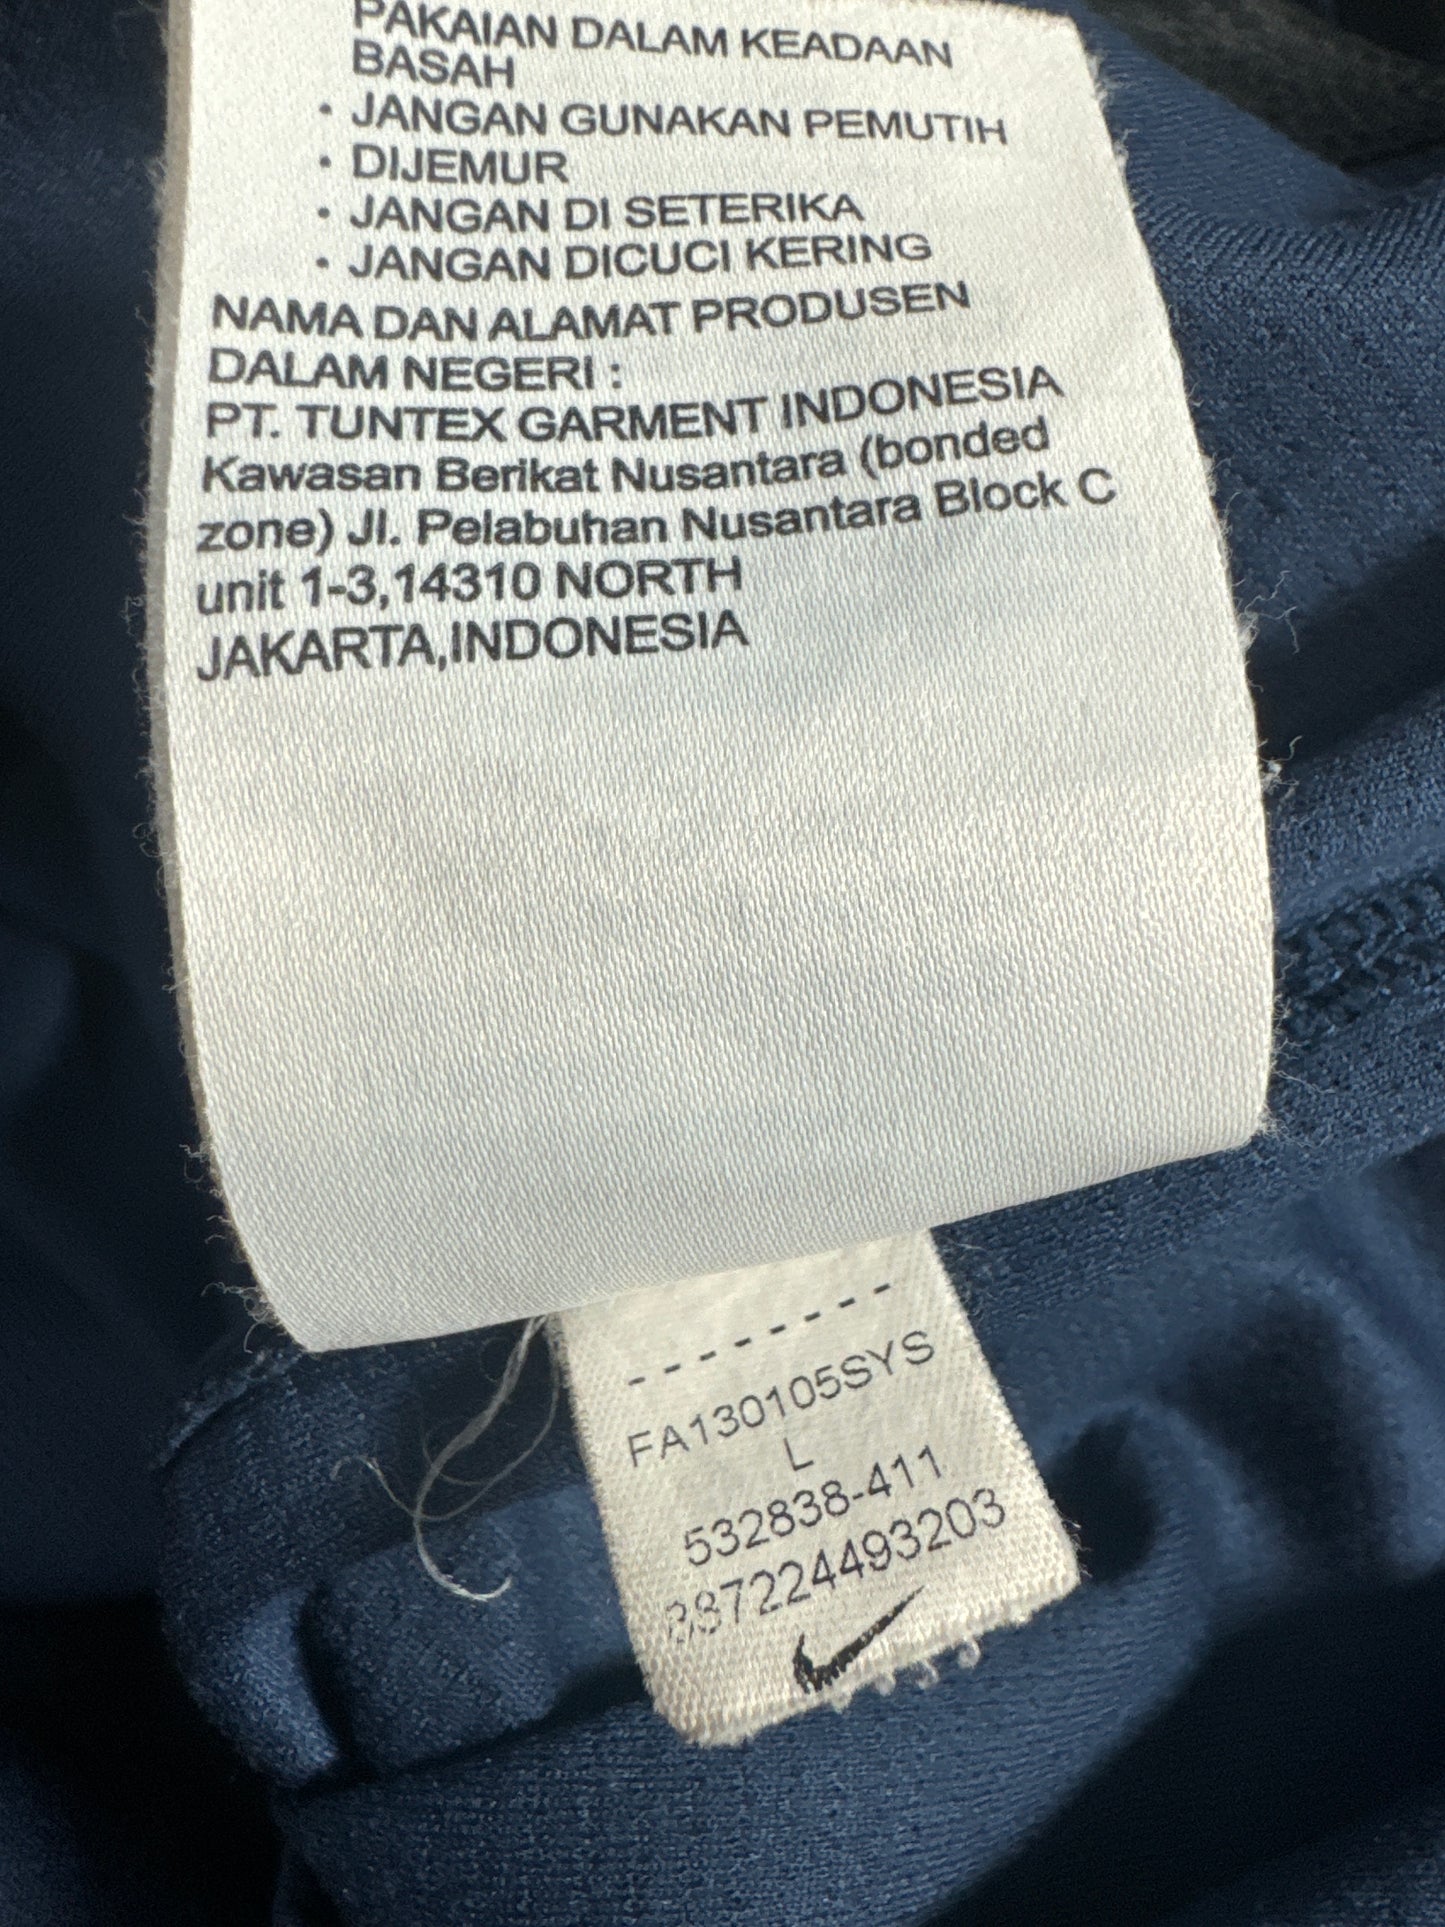 PAKAIAN DALAM KEADAAN
BASAH
• JANGAN GUNAKAN PEMUTIH
• DIJEMUR
• JANGAN DI SETERIKA
• JANGAN DICUCI KERING
NAMA DAN ALAMAT PRODUSEN
DALAM NEGERI :
PT. TUNTEX GARMENT INDONESIA
Kawasan Berikat Nusantara (bonded
zone) Jl. Pelabuhan Nusantara Block C
unit 1-3,14310 NORTH
JAKARTA,INDONESIA
--------
FA130105SYS
L
532838-411
887224493203